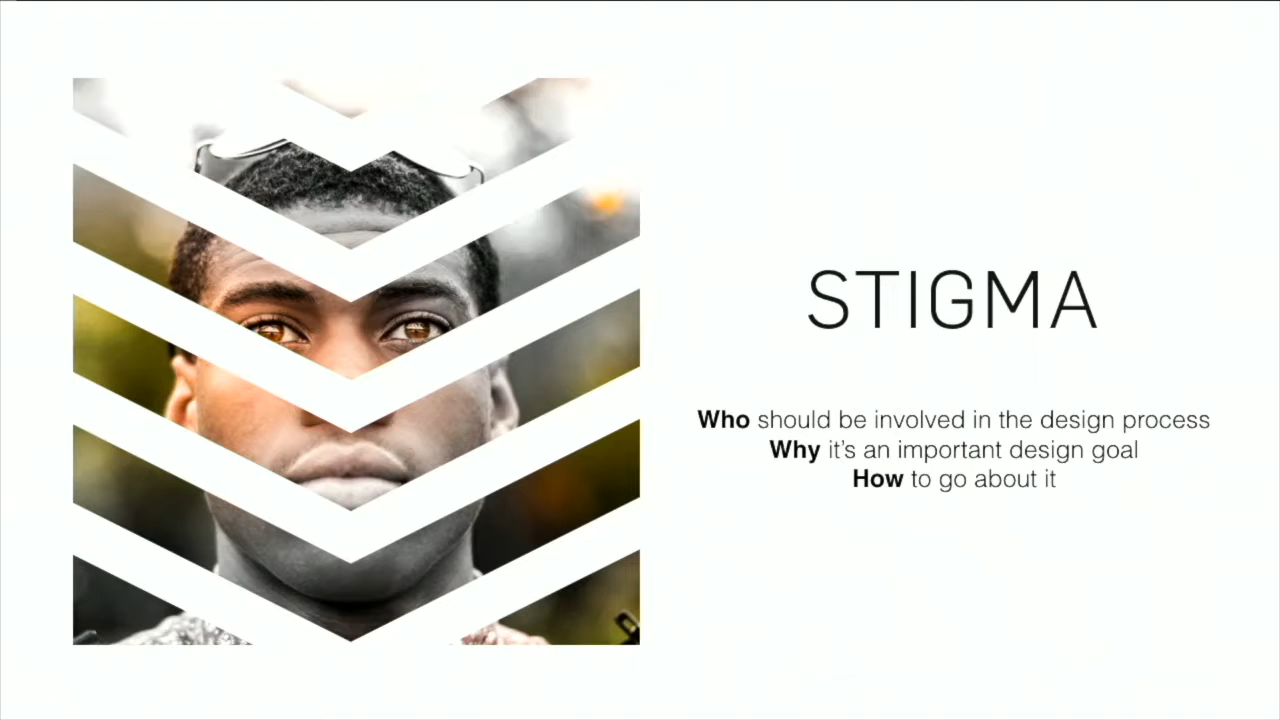 STIGMA
Who should be involved in the design process
Why it's an important design goal
How to go about it